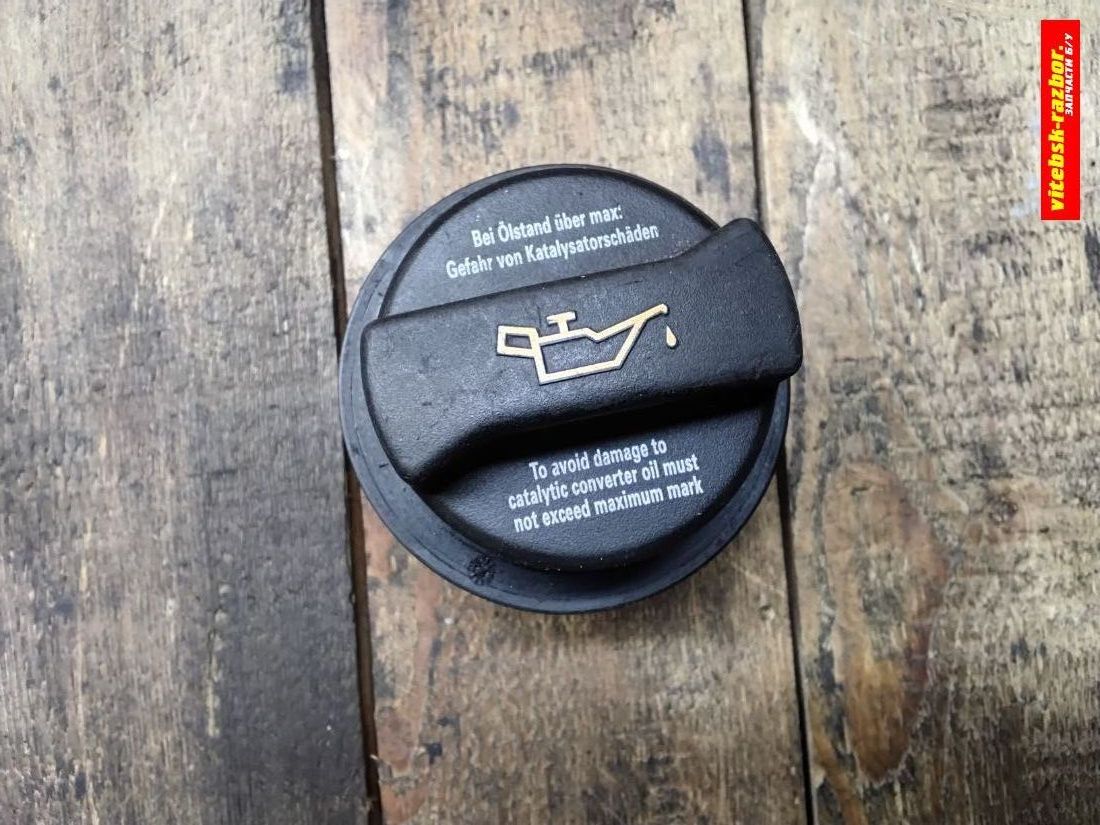 Bei Ölstand über max:
Gefahr von Katalysatorschäden
To avoid damage to
catalytic converter oil must
not exceed maximum mark
vitebsk-razbor.
ЗАПЧАСТИ Б/У